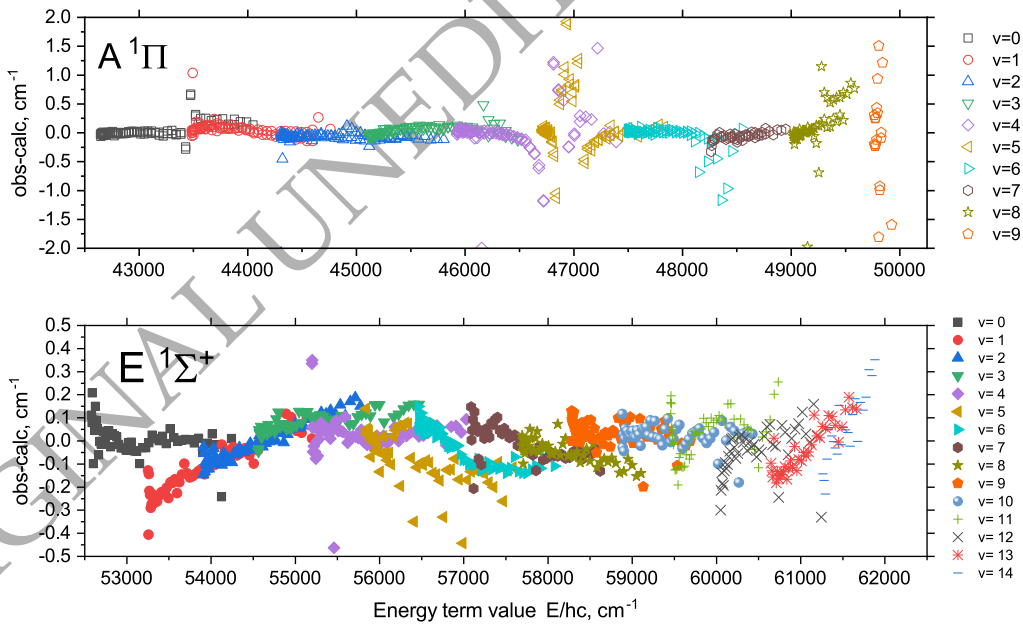 2.0
1.5
1.0
0.5
0.0
-0.5
-1.0
-1.5
-2.0
obs-calc, cm-1
A 1Π
43000 44000 45000 46000 47000 48000 49000 50000
v=0
v=1
v=2
v=3
v=4
v=5
v=6
v=7
v=8
v=9
0.5
0.4
0.3
0.2
0.1
0.0
-0.1
-0.2
-0.3
-0.4
-0.5
obs-calc, cm-1
E 1Σ+
53000 54000 55000 56000 57000 58000 59000 60000 61000 62000
Energy term value E/hc, cm-1
v= 0
v= 1
v= 2
v= 3
v= 4
v= 5
v= 6
v= 7
v= 8
v= 9
v= 10
v= 11
v= 12
v= 13
v= 14
UNEDI